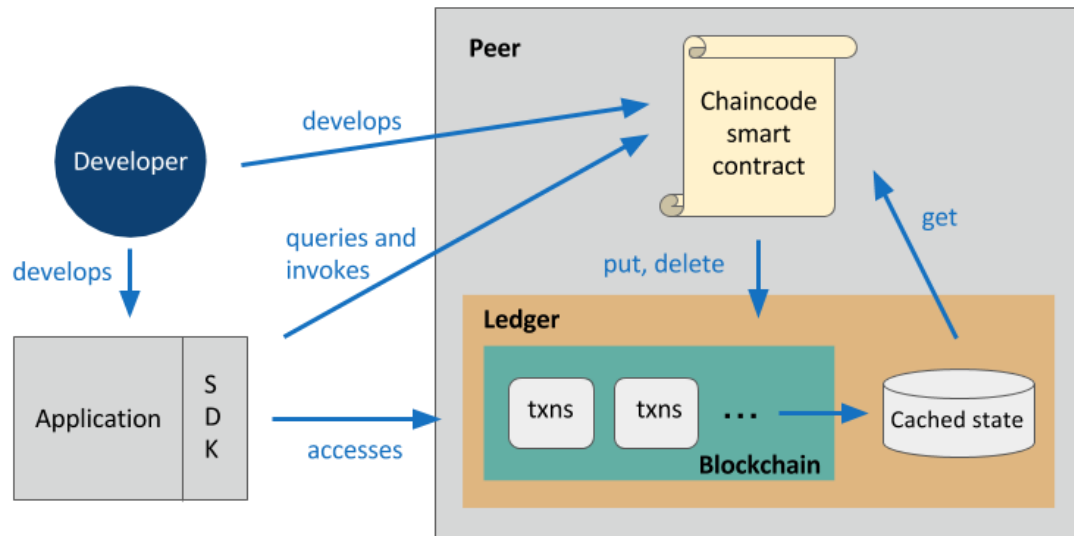 Peer
Chaincode
smart
contract
Developer
develops
develops
queries and
invokes
get
put, delete
Ledger
Application
S
D
K
accesses
txns
txns
...
Blockchain
Cached state